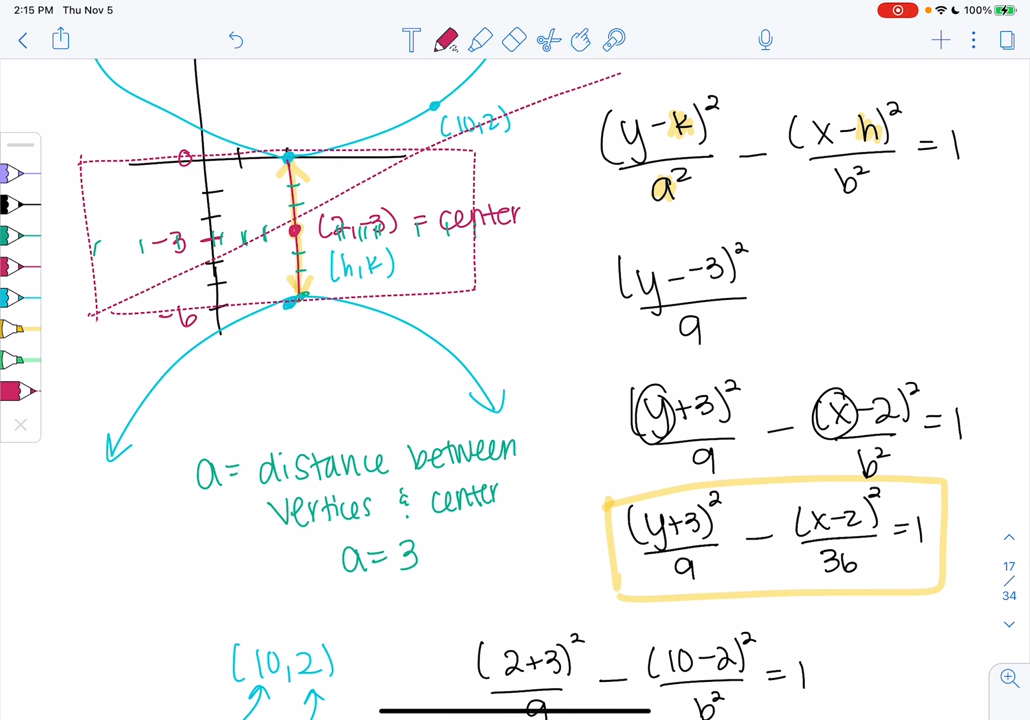 2:15 PM Thu Nov 5
100%
T
(10,2)
0
(2,-3) = center
-3
(h,k)
-6
a = distance between
vertices & center
a = 3
(10,2)
(y-k)² / a² - (x-h)² / b² = 1
(y--3)² / 9
(y+3)² / 9 - (x-2)² / b² = 1
(y+3)² / 9 - (x-2)² / 36 = 1
(2+3)² / 9 - (10-2)² / b² = 1
17
/
34